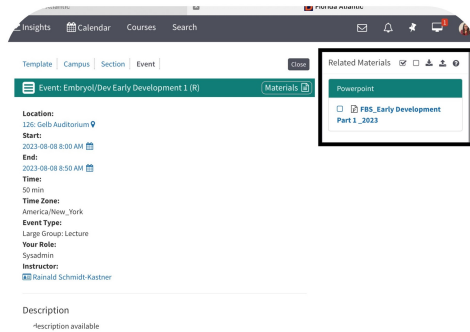 Insights Calendar Courses Search
1
Template Campus Section Event Close
Event: Embryol/Dev Early Development 1 (R) Materials
Location:
126: Gelb Auditorium
Start:
2023-08-08 8:00 AM
End:
2023-08-08 8:50 AM
Time:
50 min
Time Zone:
America/New_York
Event Type:
Large Group: Lecture
Your Role:
Sysadmin
Instructor:
Rainald Schmidt-Kastner
Description
description available
Related Materials
Powerpoint
FBS_Early Development
Part 1 _2023